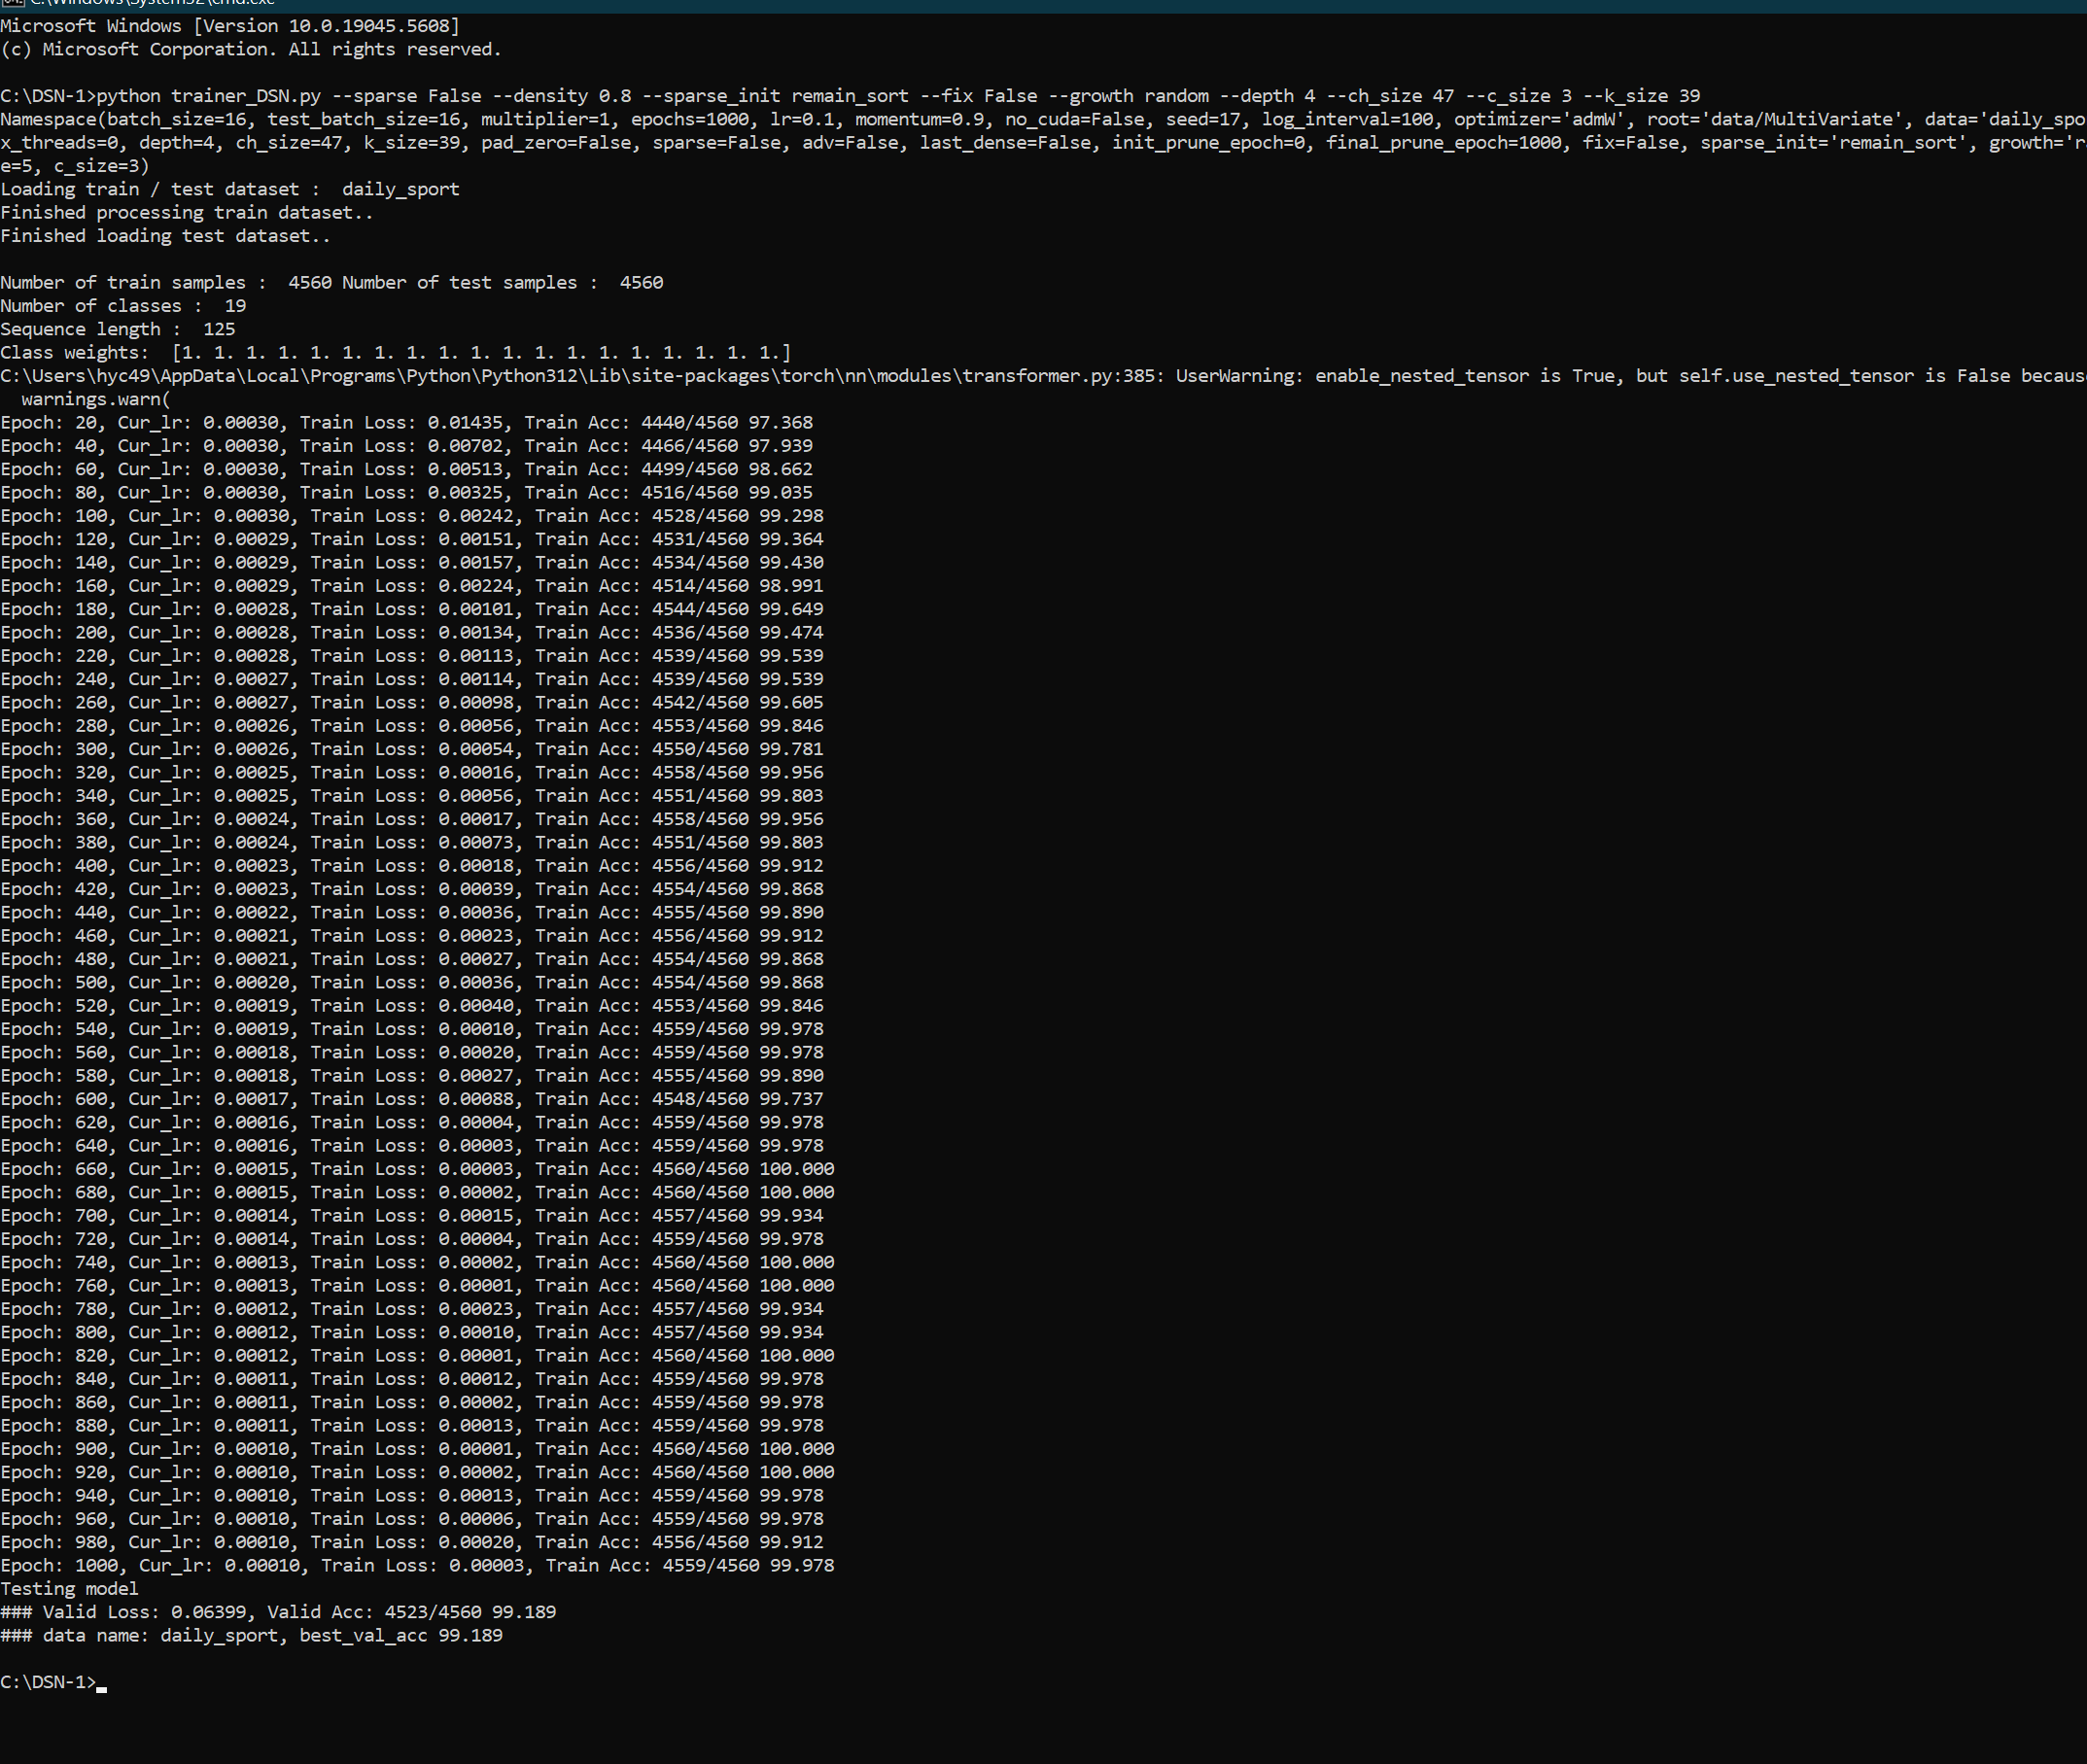 C:\Windows\System32\cmd.exe
Microsoft Windows [Version 10.0.19045.5608]
(c) Microsoft Corporation. All rights reserved.
C:\DSN-1>python trainer_DSN.py --sparse False --density 0.8 --sparse_init remain_sort --fix False --growth random --depth 4 --ch_size 47 --c_size 3 --k_size 39
Namespace(batch_size=16, test_batch_size=16, multiplier=1, epochs=1000, lr=0.1, momentum=0.9, no_cuda=False, seed=17, log_interval=100, optimizer='admW', root='data/MultiVariate', data='daily_spo
x_threads=0, depth=4, ch_size=47, k_size=39, pad_zero=False, sparse=False, adv=False, last_dense=False, init_prune_epoch=0, final_prune_epoch=1000, fix=False, sparse_init='remain_sort', growth='r
e=5, c_size=3)
Loading train / test dataset :  daily_sport
Finished processing train dataset..
Finished loading test dataset..
Number of train samples :  4560 Number of test samples :  4560
Number of classes :  19
Sequence length :  125
Class weights:  [1. 1. 1. 1. 1. 1. 1. 1. 1. 1. 1. 1. 1. 1. 1. 1. 1. 1. 1.]
C:\Users\hyc49\AppData\Local\Programs\Python\Python312\Lib\site-packages\torch\nn\modules\transformer.py:385: UserWarning: enable_nested_tensor is True, but self.use_nested_tensor is False becaus
  warnings.warn(
Epoch: 20, Cur_lr: 0.00030, Train Loss: 0.01435, Train Acc: 4440/4560 97.368
Epoch: 40, Cur_lr: 0.00030, Train Loss: 0.00702, Train Acc: 4466/4560 97.939
Epoch: 60, Cur_lr: 0.00030, Train Loss: 0.00513, Train Acc: 4499/4560 98.662
Epoch: 80, Cur_lr: 0.00030, Train Loss: 0.00325, Train Acc: 4516/4560 99.035
Epoch: 100, Cur_lr: 0.00030, Train Loss: 0.00242, Train Acc: 4528/4560 99.298
Epoch: 120, Cur_lr: 0.00029, Train Loss: 0.00151, Train Acc: 4531/4560 99.364
Epoch: 140, Cur_lr: 0.00029, Train Loss: 0.00157, Train Acc: 4534/4560 99.430
Epoch: 160, Cur_lr: 0.00029, Train Loss: 0.00224, Train Acc: 4514/4560 98.991
Epoch: 180, Cur_lr: 0.00028, Train Loss: 0.00101, Train Acc: 4544/4560 99.649
Epoch: 200, Cur_lr: 0.00028, Train Loss: 0.00134, Train Acc: 4536/4560 99.474
Epoch: 220, Cur_lr: 0.00028, Train Loss: 0.00113, Train Acc: 4539/4560 99.539
Epoch: 240, Cur_lr: 0.00027, Train Loss: 0.00114, Train Acc: 4539/4560 99.539
Epoch: 260, Cur_lr: 0.00027, Train Loss: 0.00098, Train Acc: 4542/4560 99.605
Epoch: 280, Cur_lr: 0.00026, Train Loss: 0.00056, Train Acc: 4553/4560 99.846
Epoch: 300, Cur_lr: 0.00026, Train Loss: 0.00054, Train Acc: 4550/4560 99.781
Epoch: 320, Cur_lr: 0.00025, Train Loss: 0.00016, Train Acc: 4558/4560 99.956
Epoch: 340, Cur_lr: 0.00025, Train Loss: 0.00056, Train Acc: 4551/4560 99.803
Epoch: 360, Cur_lr: 0.00024, Train Loss: 0.00017, Train Acc: 4558/4560 99.956
Epoch: 380, Cur_lr: 0.00024, Train Loss: 0.00073, Train Acc: 4551/4560 99.803
Epoch: 400, Cur_lr: 0.00023, Train Loss: 0.00018, Train Acc: 4556/4560 99.912
Epoch: 420, Cur_lr: 0.00023, Train Loss: 0.00039, Train Acc: 4554/4560 99.868
Epoch: 440, Cur_lr: 0.00022, Train Loss: 0.00036, Train Acc: 4555/4560 99.890
Epoch: 460, Cur_lr: 0.00021, Train Loss: 0.00023, Train Acc: 4556/4560 99.912
Epoch: 480, Cur_lr: 0.00021, Train Loss: 0.00027, Train Acc: 4554/4560 99.868
Epoch: 500, Cur_lr: 0.00020, Train Loss: 0.00036, Train Acc: 4554/4560 99.868
Epoch: 520, Cur_lr: 0.00019, Train Loss: 0.00040, Train Acc: 4553/4560 99.846
Epoch: 540, Cur_lr: 0.00019, Train Loss: 0.00010, Train Acc: 4559/4560 99.978
Epoch: 560, Cur_lr: 0.00018, Train Loss: 0.00020, Train Acc: 4559/4560 99.978
Epoch: 580, Cur_lr: 0.00018, Train Loss: 0.00027, Train Acc: 4555/4560 99.890
Epoch: 600, Cur_lr: 0.00017, Train Loss: 0.00088, Train Acc: 4548/4560 99.737
Epoch: 620, Cur_lr: 0.00016, Train Loss: 0.00004, Train Acc: 4559/4560 99.978
Epoch: 640, Cur_lr: 0.00016, Train Loss: 0.00003, Train Acc: 4559/4560 99.978
Epoch: 660, Cur_lr: 0.00015, Train Loss: 0.00003, Train Acc: 4560/4560 100.000
Epoch: 680, Cur_lr: 0.00015, Train Loss: 0.00002, Train Acc: 4560/4560 100.000
Epoch: 700, Cur_lr: 0.00014, Train Loss: 0.00015, Train Acc: 4557/4560 99.934
Epoch: 720, Cur_lr: 0.00014, Train Loss: 0.00004, Train Acc: 4559/4560 99.978
Epoch: 740, Cur_lr: 0.00013, Train Loss: 0.00002, Train Acc: 4560/4560 100.000
Epoch: 760, Cur_lr: 0.00013, Train Loss: 0.00001, Train Acc: 4560/4560 100.000
Epoch: 780, Cur_lr: 0.00012, Train Loss: 0.00023, Train Acc: 4557/4560 99.934
Epoch: 800, Cur_lr: 0.00012, Train Loss: 0.00010, Train Acc: 4557/4560 99.934
Epoch: 820, Cur_lr: 0.00012, Train Loss: 0.00001, Train Acc: 4560/4560 100.000
Epoch: 840, Cur_lr: 0.00011, Train Loss: 0.00012, Train Acc: 4559/4560 99.978
Epoch: 860, Cur_lr: 0.00011, Train Loss: 0.00002, Train Acc: 4559/4560 99.978
Epoch: 880, Cur_lr: 0.00011, Train Loss: 0.00013, Train Acc: 4559/4560 99.978
Epoch: 900, Cur_lr: 0.00010, Train Loss: 0.00001, Train Acc: 4560/4560 100.000
Epoch: 920, Cur_lr: 0.00010, Train Loss: 0.00002, Train Acc: 4560/4560 100.000
Epoch: 940, Cur_lr: 0.00010, Train Loss: 0.00013, Train Acc: 4559/4560 99.978
Epoch: 960, Cur_lr: 0.00010, Train Loss: 0.00006, Train Acc: 4559/4560 99.978
Epoch: 980, Cur_lr: 0.00010, Train Loss: 0.00020, Train Acc: 4556/4560 99.912
Epoch: 1000, Cur_lr: 0.00010, Train Loss: 0.00003, Train Acc: 4559/4560 99.978
Testing model
### Valid Loss: 0.06399, Valid Acc: 4523/4560 99.189
### data name: daily_sport, best_val_acc 99.189
C:\DSN-1>